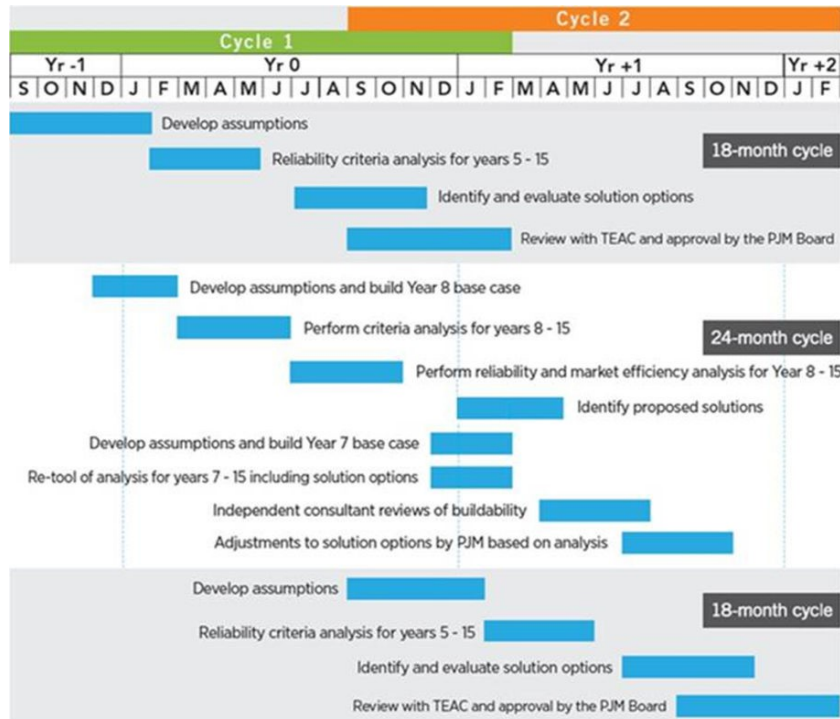 Cycle 2
Cycle 1
Yr -1 Yr 0 Yr +1 Yr +2
S O N D J F M A M J J A S O N D J F M A M J J A S O N D J F
Develop assumptions
18-month cycle
Reliability criteria analysis for years 5 - 15
Identify and evaluate solution options
Review with TEAC and approval by the PJM Board
Develop assumptions and build Year 8 base case
Perform criteria analysis for years 8 - 15
24-month cycle
Perform reliability and market efficiency analysis for Year 8 - 15
Identify proposed solutions
Develop assumptions and build Year 7 base case
Re-tool of analysis for years 7 - 15 including solution options
Independent consultant reviews of buildability
Adjustments to solution options by PJM based on analysis
Develop assumptions
18-month cycle
Reliability criteria analysis for years 5 - 15
Identify and evaluate solution options
Review with TEAC and approval by the PJM Board